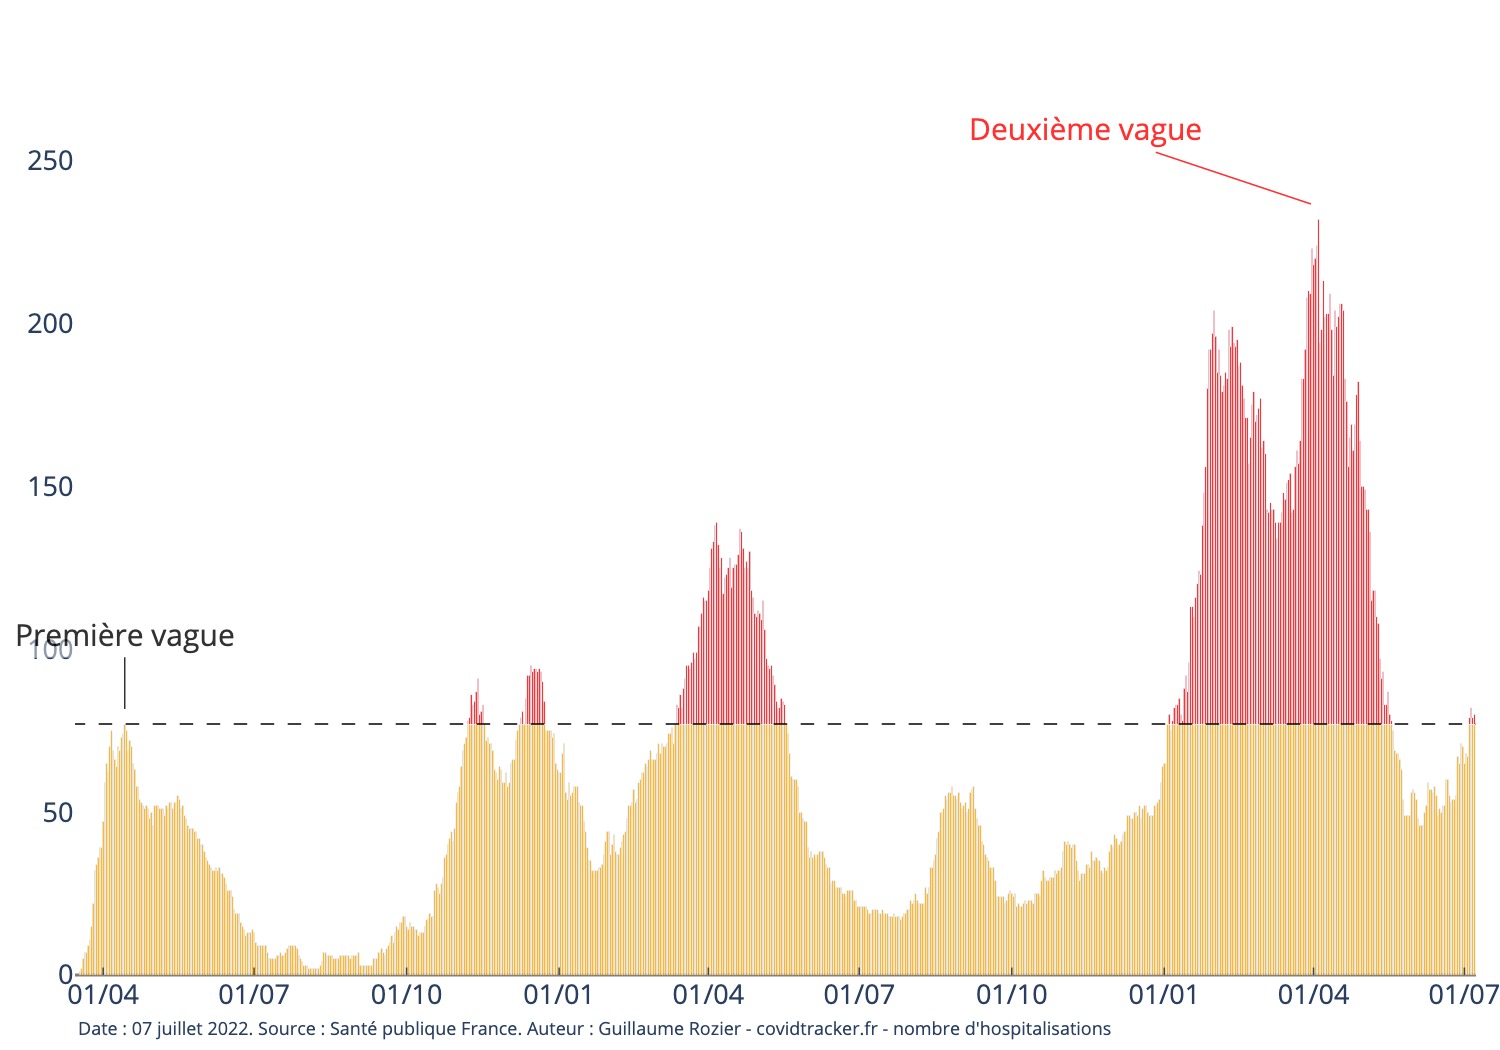 Deuxième vague
250
200
150
Première vague
100
50
0
01/04 01/07 01/10 01/01 01/04 01/07 01/10 01/01 01/04 01/07
Date : 07 juillet 2022. Source : Santé publique France. Auteur : Guillaume Rozier - covidtracker.fr - nombre d'hospitalisations